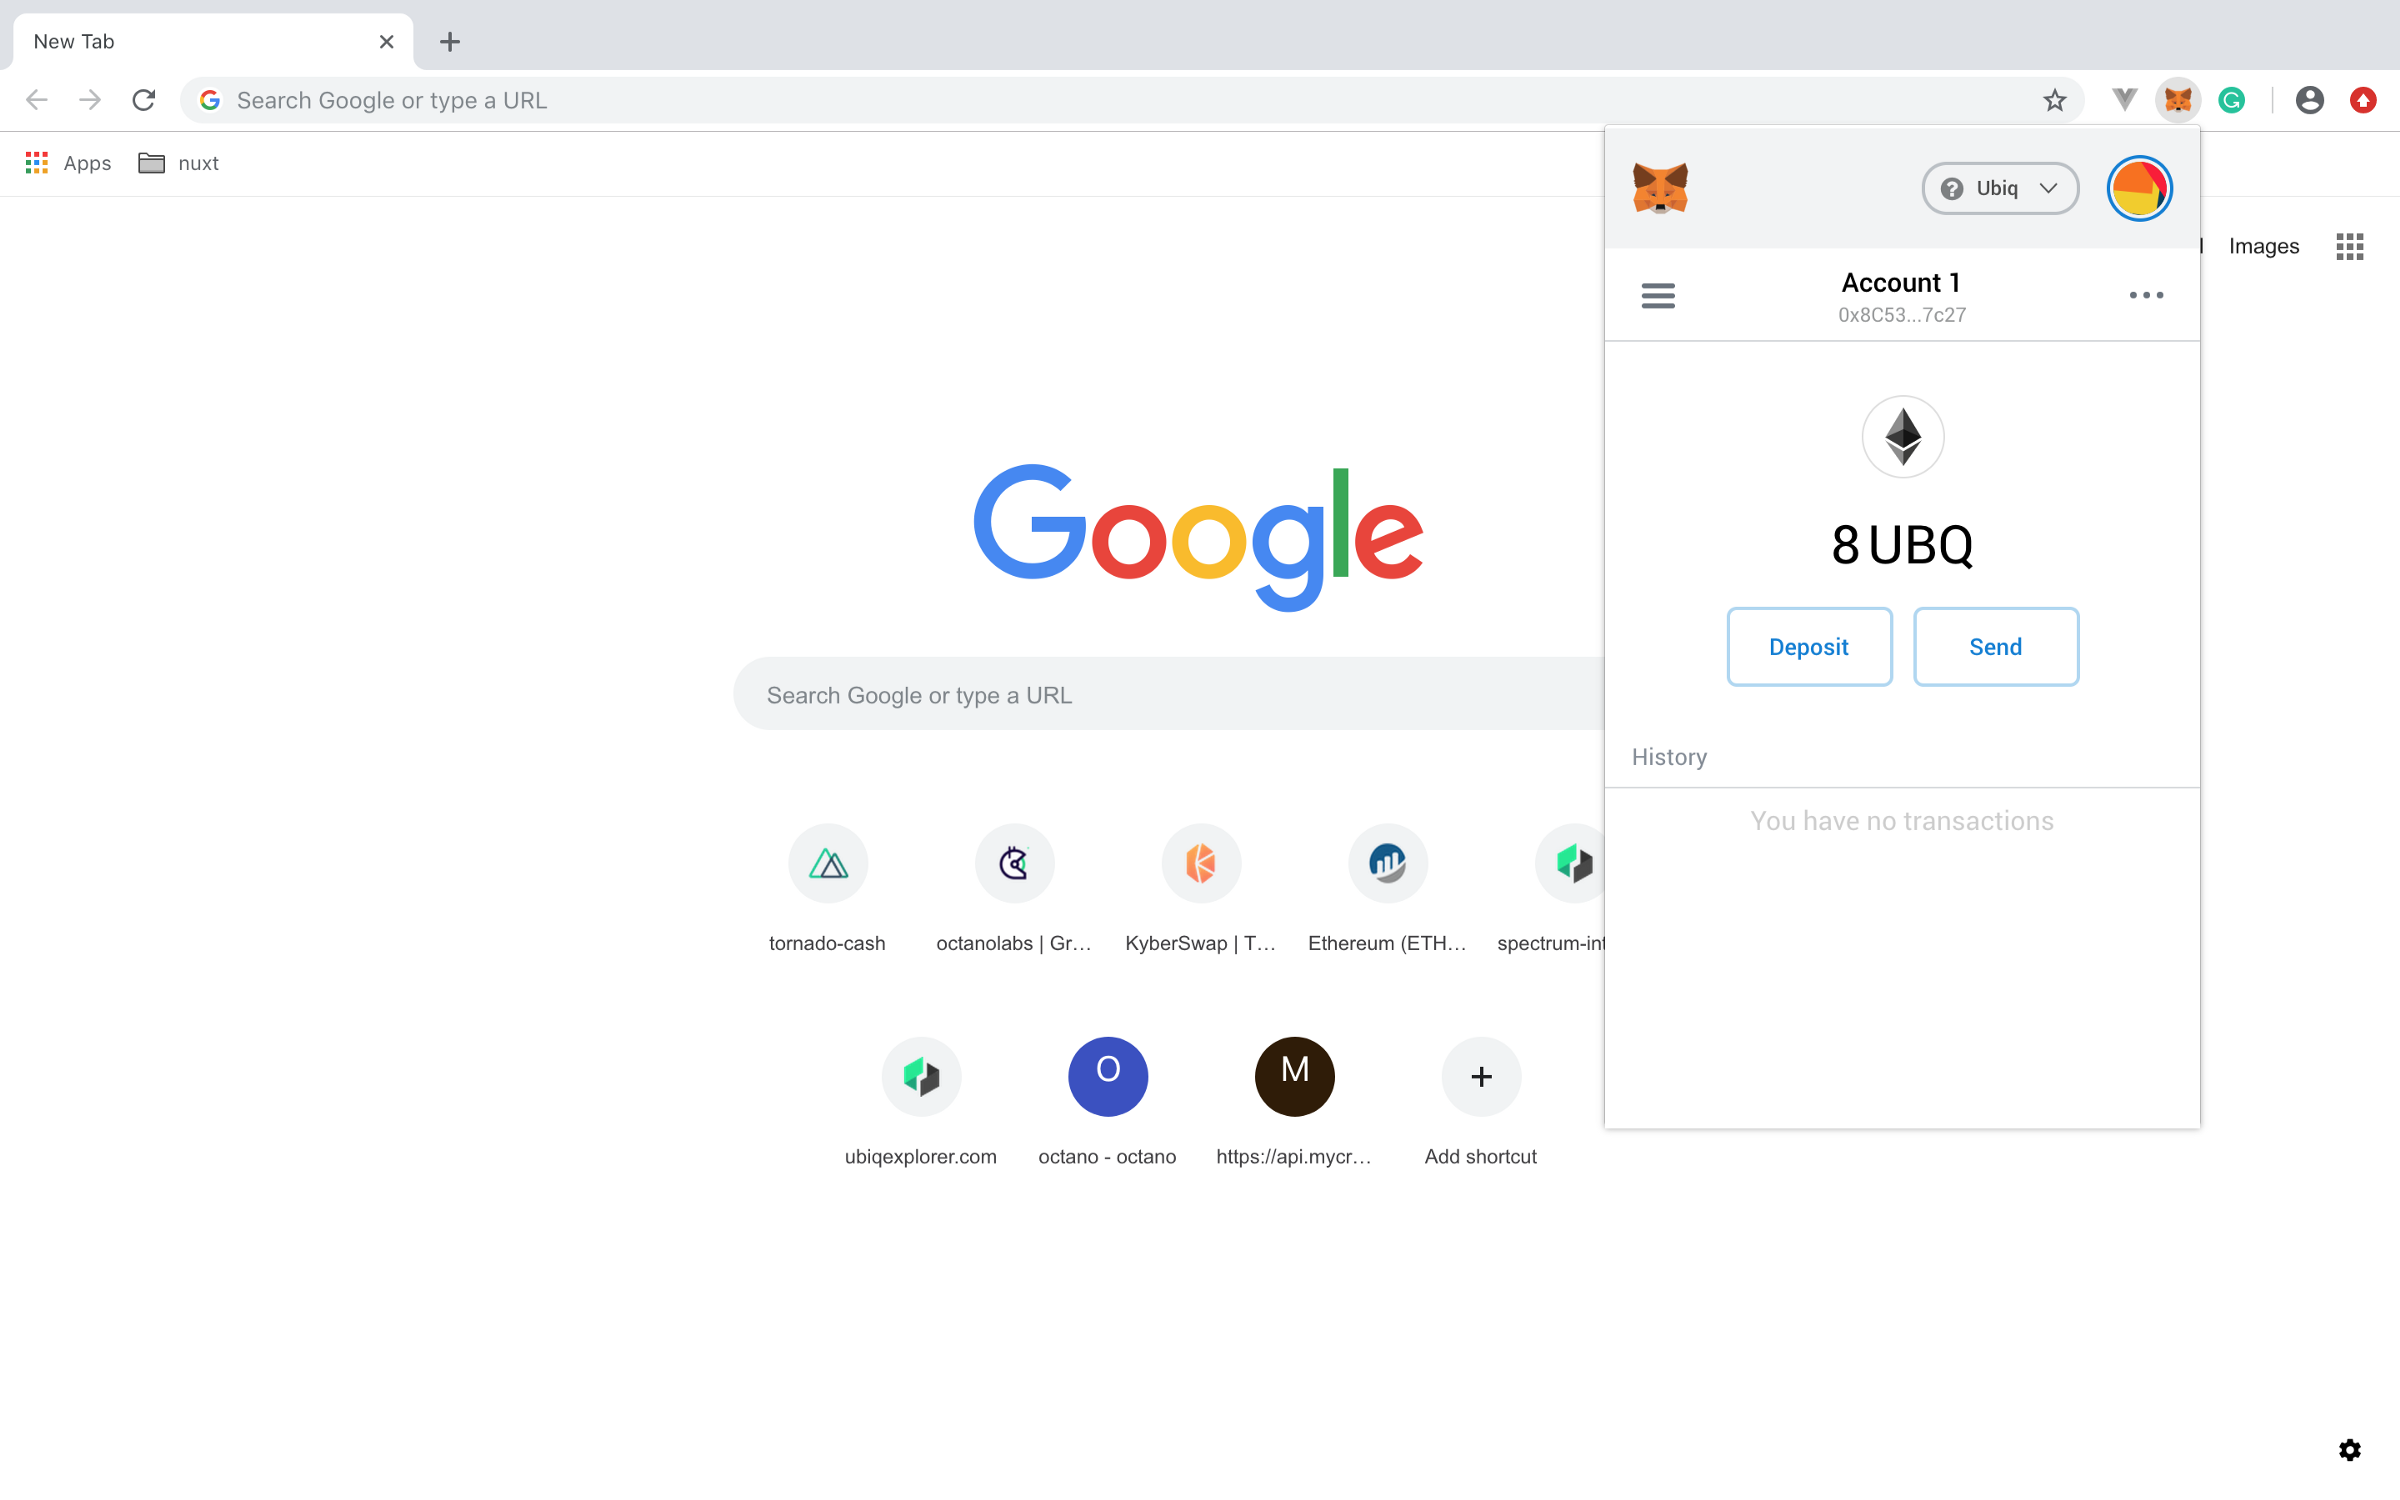 New Tab
Search Google or type a URL
Apps
nuxt
Ubiq
Images
Account 1
0x8C53...7c27
Google
8 UBQ
Deposit
Send
Search Google or type a URL
History
You have no transactions
tornado-cash
octanolabs | Gr...
KyberSwap | T...
Ethereum (ETH...
spectrum-int
O
M
ubiqexplorer.com
octano - octano
https://api.mycr...
Add shortcut